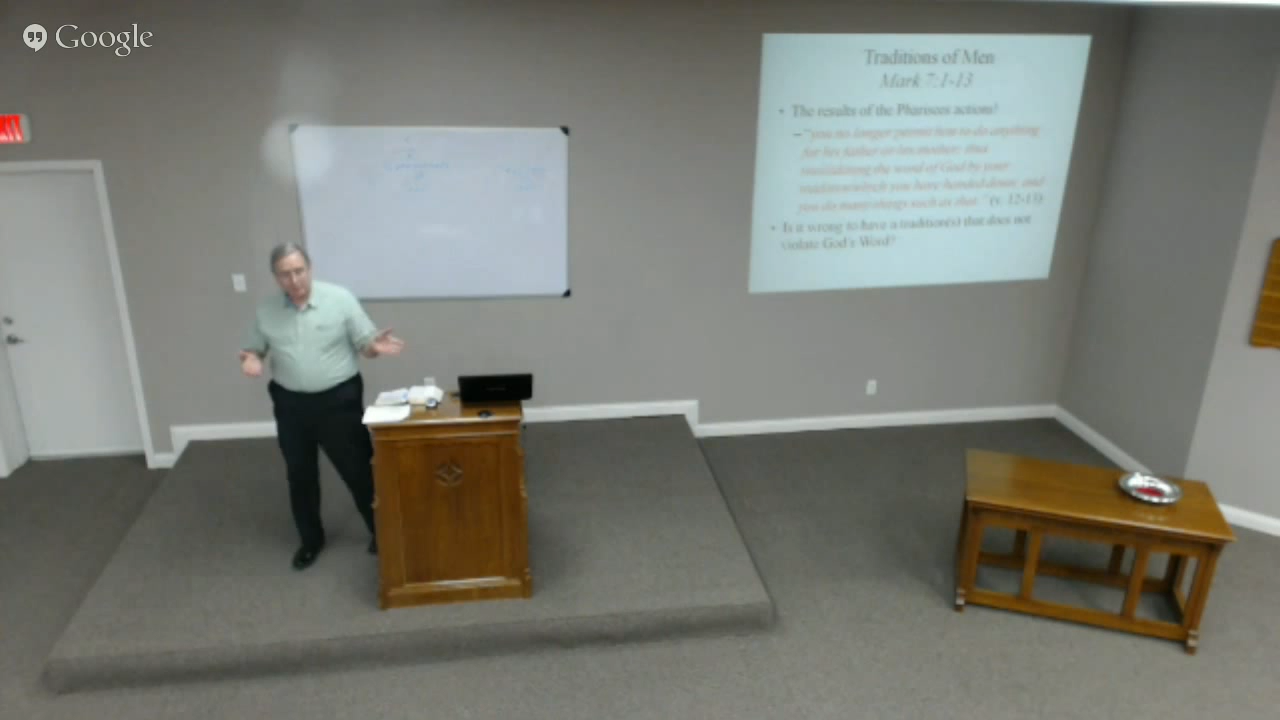 Google
Traditions of Men
Mark 7:1-13
• The results of the Pharisees actions?
– "you no longer permit him to do anything
for his father or his mother; thus
invalidating the word of God by your
tradition which you have handed down; and
you do many things such as that." (v. 12-13)
• Is it wrong to have a tradition(s) that does not
violate God's Word?